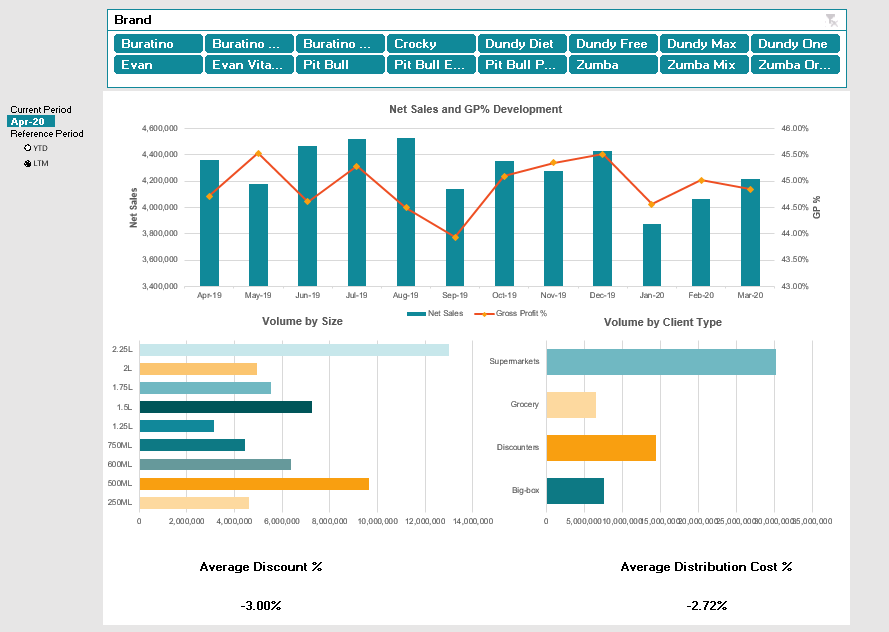 Brand
Buratino Buratino ... Buratino ... Crocky Dundy Diet Dundy Free Dundy Max Dundy One
Evan Evan Vita... Pit Bull Pit Bull E... Pit Bull P... Zumba Zumba Mix Zumba Or...
Current Period
Apr-20
Reference Period
YTD
LTM
Net Sales and GP% Development
4,600,000 46.00%
4,400,000 45.50%
4,200,000 45.00%
4,000,000 44.50%
3,800,000 44.00%
3,600,000 43.50%
3,400,000 43.00%
Net Sales
GP %
Apr-19 May-19 Jun-19 Jul-19 Aug-19 Sep-19 Oct-19 Nov-19 Dec-19 Jan-20 Feb-20 Mar-20
Net Sales Gross Profit %
Volume by Size
2.25L
2L
1.75L
1.5L
1.25L
750ML
600ML
500ML
250ML
0 2,000,000 4,000,000 6,000,000 8,000,000 10,000,000 12,000,000 14,000,000
Volume by Client Type
Supermarkets
Grocery
Discounters
Big-box
0 5,000,000 10,000,000 15,000,000 20,000,000 25,000,000 30,000,000 35,000,000
Average Discount %
-3.00%
Average Distribution Cost %
-2.72%